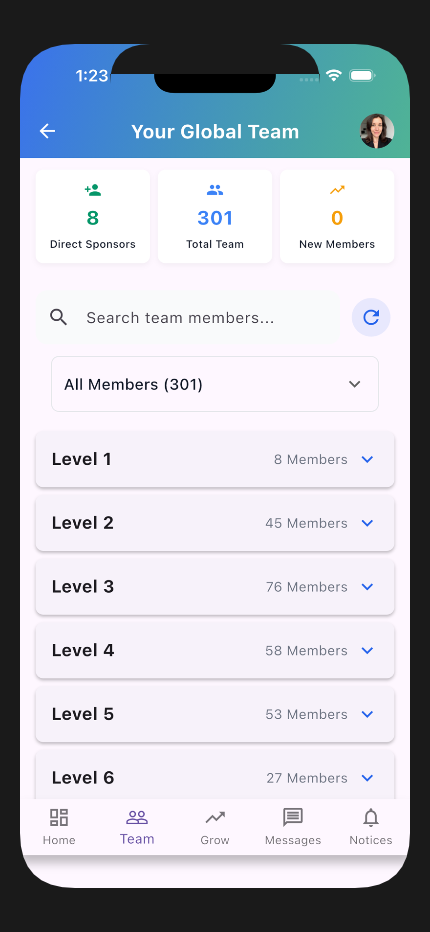 1:23
Your Global Team
8
Direct Sponsors
301
Total Team
0
New Members
Search team members...
All Members (301)
Level 1 8 Members
Level 2 45 Members
Level 3 76 Members
Level 4 58 Members
Level 5 53 Members
Level 6 27 Members
Home Team Grow Messages Notices